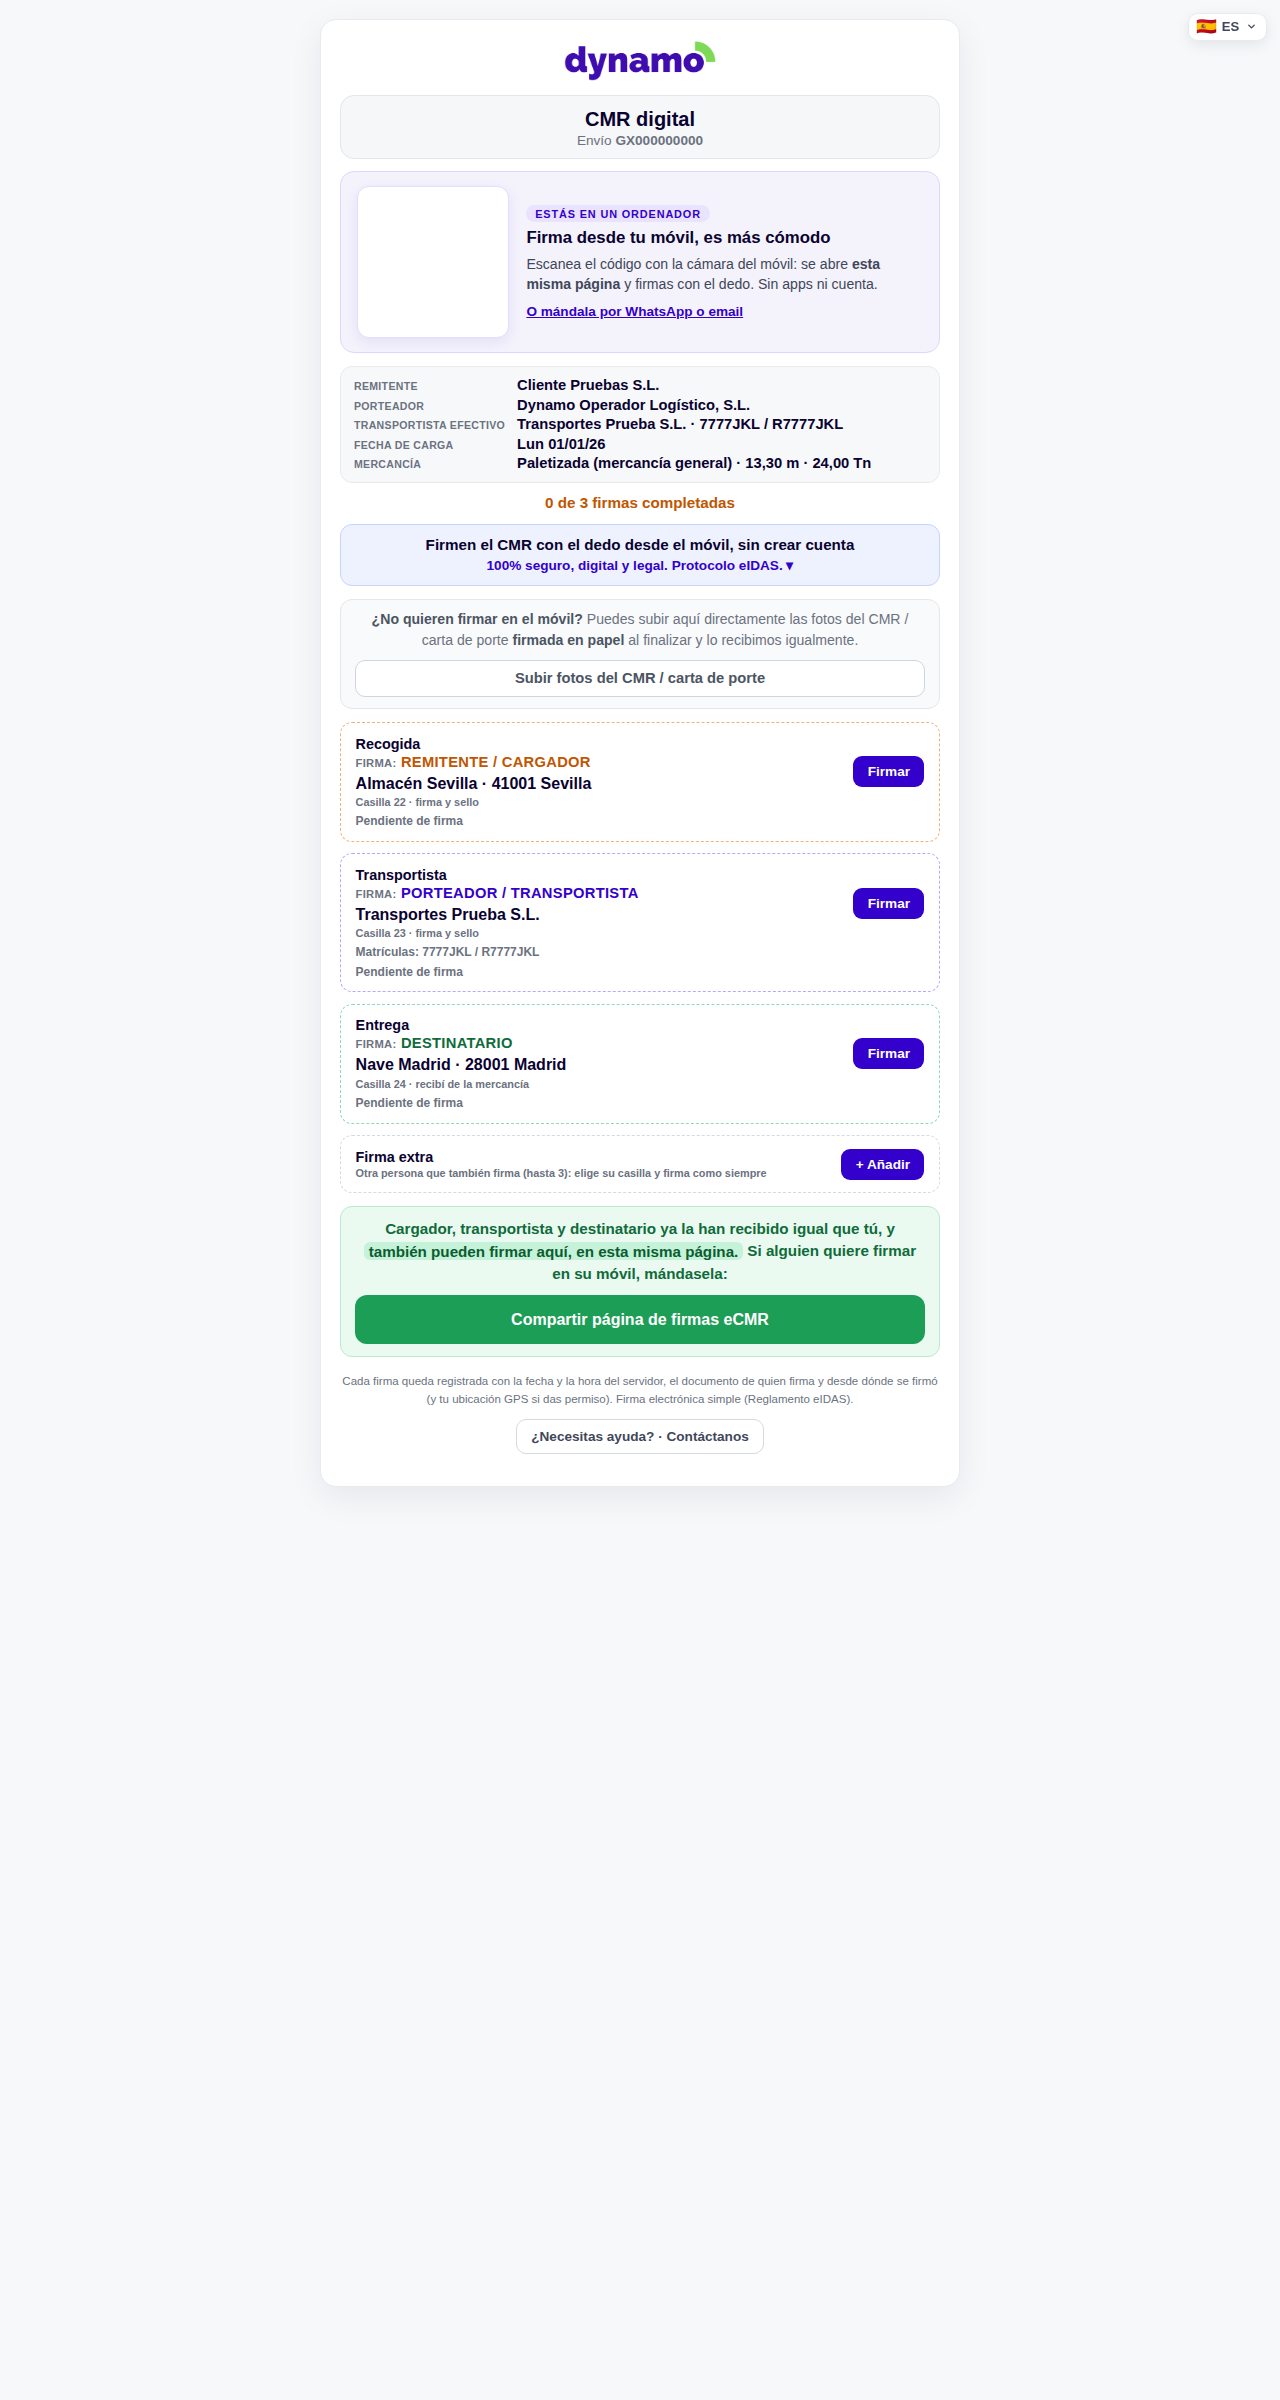 ES
dynamo
CMR digital
Envío GX000000000
ESTÁS EN UN ORDENADOR
Firma desde tu móvil, es más cómodo
Escanea el código con la cámara del móvil: se abre esta
misma página y firmas con el dedo. Sin apps ni cuenta.
O mándala por WhatsApp o email
REMITENTE Cliente Pruebas S.L.
PORTEADOR Dynamo Operador Logístico, S.L.
TRANSPORTISTA EFECTIVO Transportes Prueba S.L. · 7777JKL / R7777JKL
FECHA DE CARGA Lun 01/01/26
MERCANCÍA Paletizada (mercancía general) · 13,30 m · 24,00 Tn
0 de 3 firmas completadas
Firmen el CMR con el dedo desde el móvil, sin crear cuenta
100% seguro, digital y legal. Protocolo eIDAS. ▾
¿No quieren firmar en el móvil? Puedes subir aquí directamente las fotos del CMR /
carta de porte firmada en papel al finalizar y lo recibimos igualmente.
Subir fotos del CMR / carta de porte
Recogida
FIRMA: REMITENTE / CARGADOR
Almacén Sevilla · 41001 Sevilla
Casilla 22 · firma y sello
Pendiente de firma
Firmar
Transportista
FIRMA: PORTEADOR / TRANSPORTISTA
Transportes Prueba S.L.
Casilla 23 · firma y sello
Matrículas: 7777JKL / R7777JKL
Pendiente de firma
Firmar
Entrega
FIRMA: DESTINATARIO
Nave Madrid · 28001 Madrid
Casilla 24 · recibí de la mercancía
Pendiente de firma
Firmar
Firma extra
Otra persona que también firma (hasta 3): elige su casilla y firma como siempre
+ Añadir
Cargador, transportista y destinatario ya la han recibido igual que tú, y
también pueden firmar aquí, en esta misma página. Si alguien quiere firmar
en su móvil, mándasela:
Compartir página de firmas eCMR
Cada firma queda registrada con la fecha y la hora del servidor, el documento de quien firma y desde dónde se firmó
(y tu ubicación GPS si das permiso). Firma electrónica simple (Reglamento eIDAS).
¿Necesitas ayuda? · Contáctanos